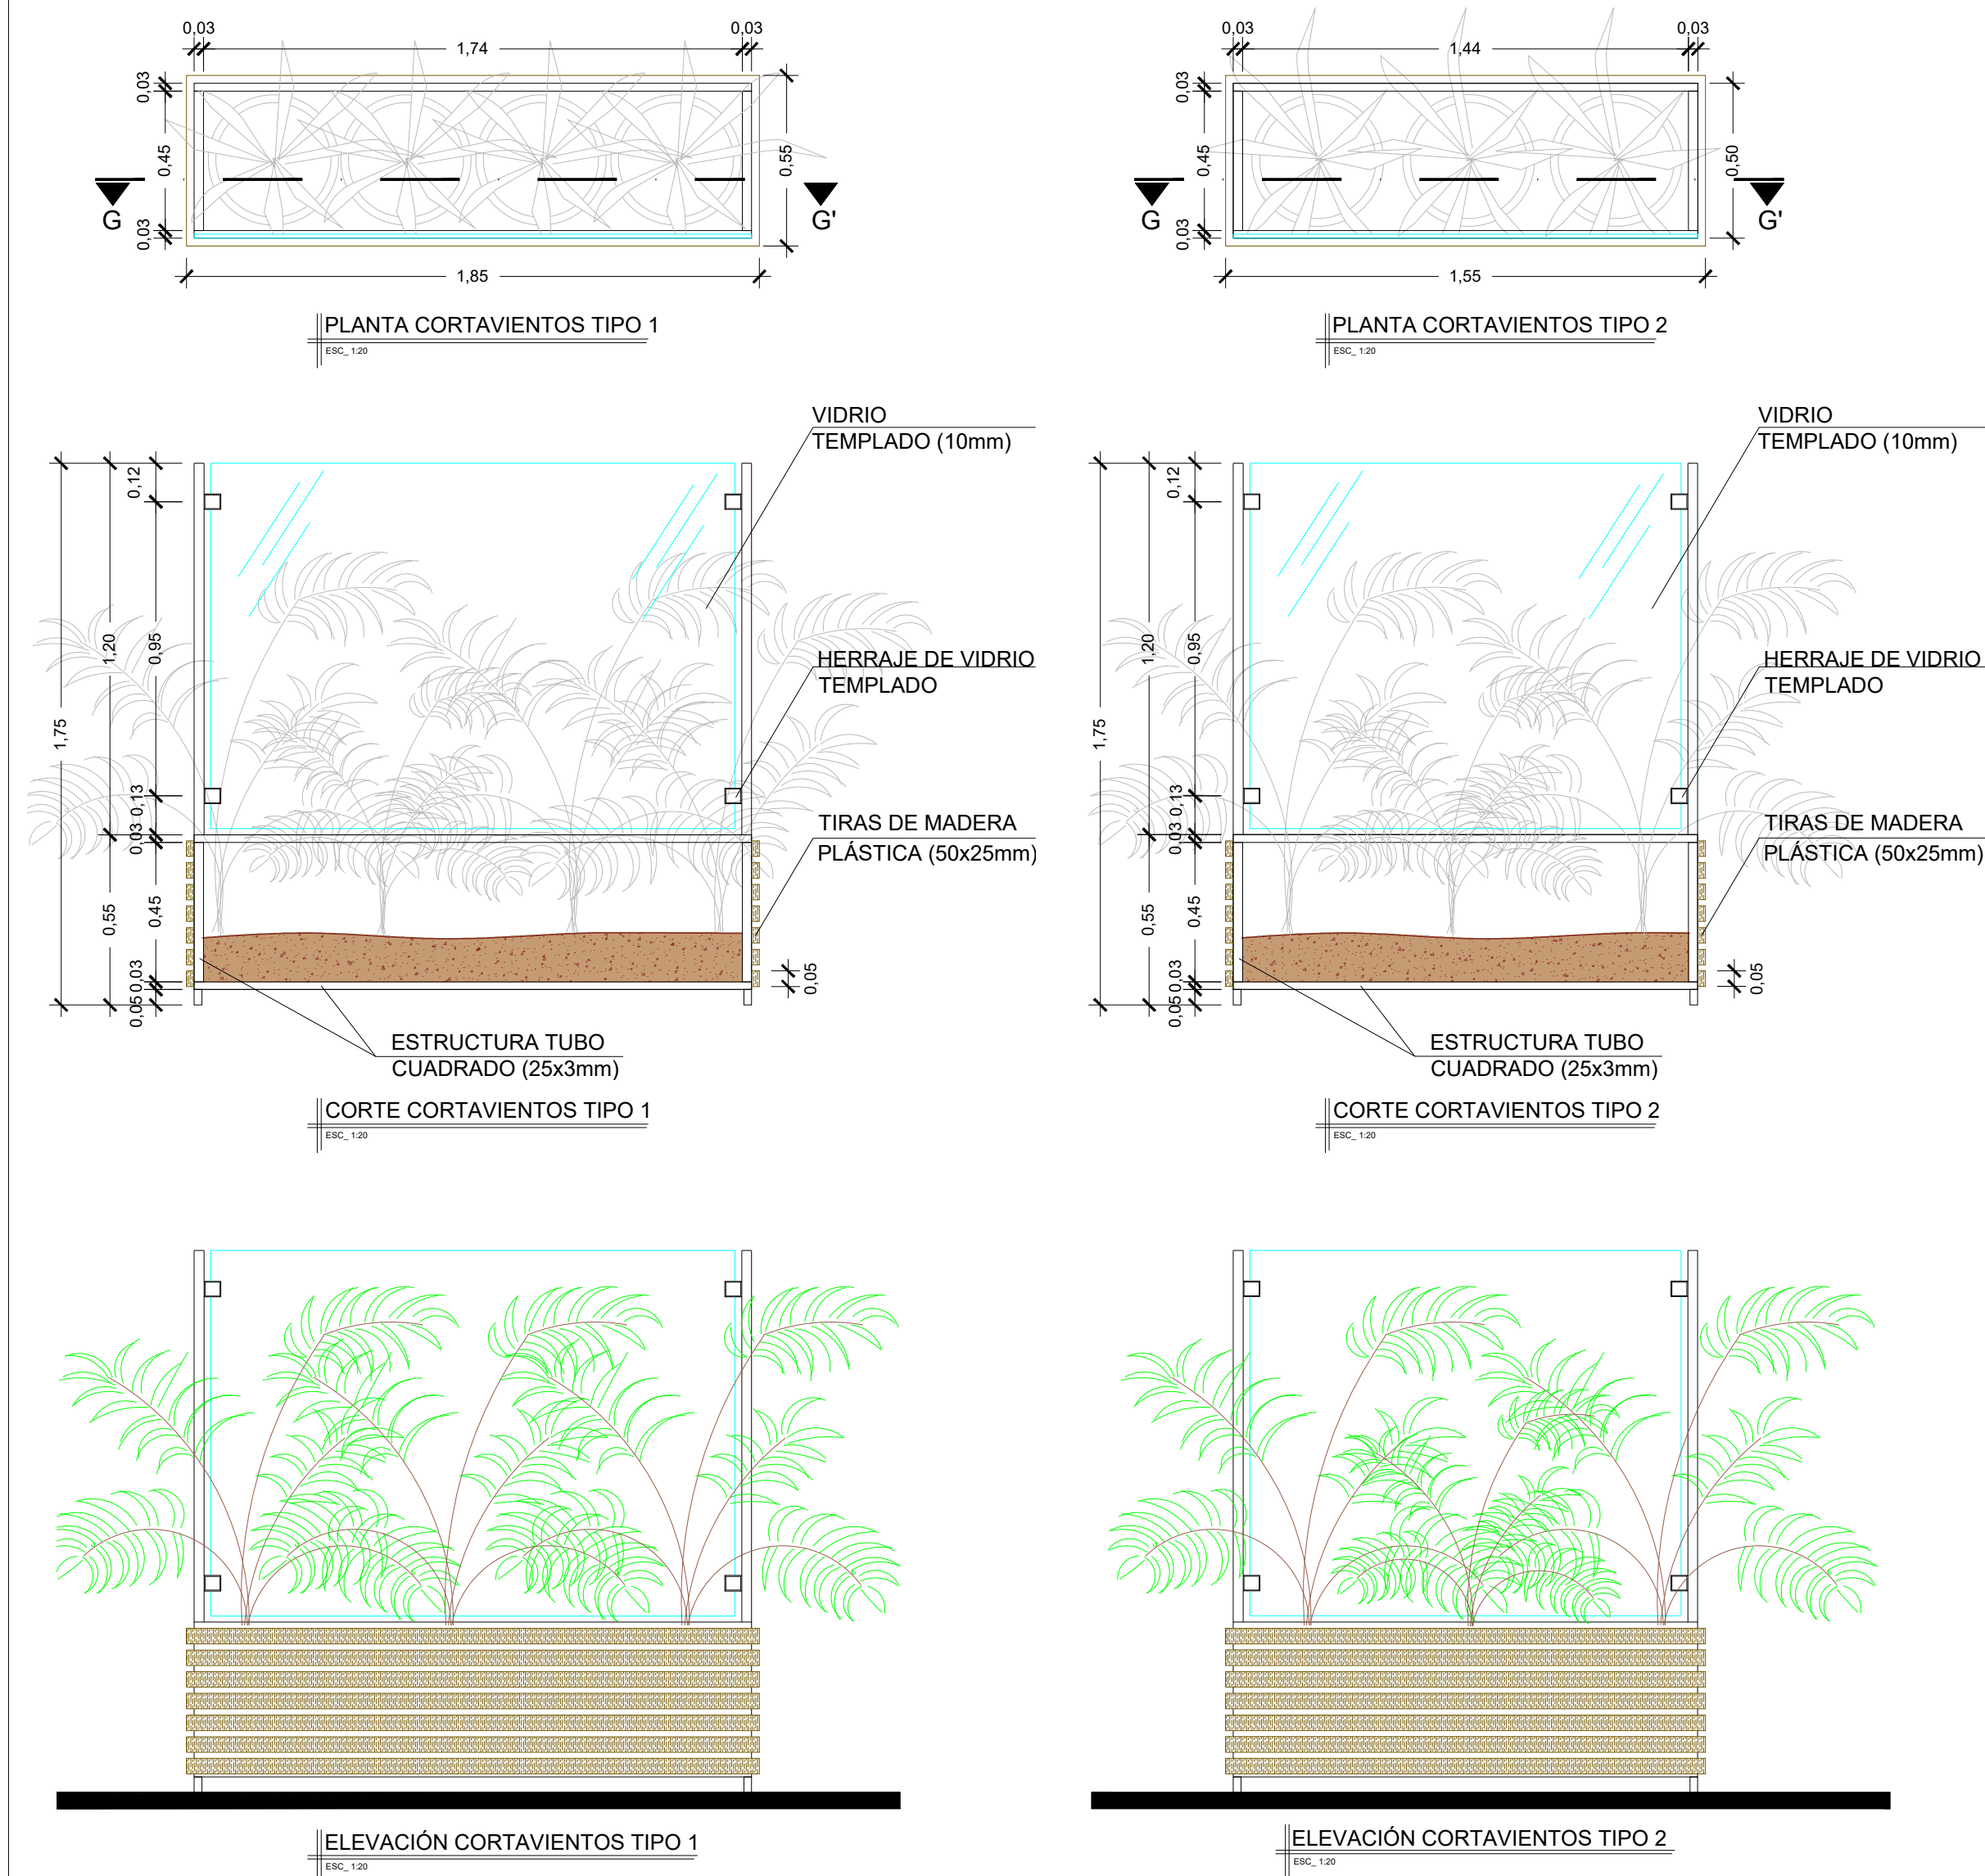 0,03
1,74
0,03
0,03
0,45
0,03
0,55
G
G'
1,85
PLANTA CORTAVIENTOS TIPO 1
ESC_ 1:20
0,03
1,44
0,03
0,03
0,45
0,03
0,50
G
G'
1,55
PLANTA CORTAVIENTOS TIPO 2
ESC_ 1:20
VIDRIO
TEMPLADO (10mm)
0,12
1,20
0,95
1,75
HERRAJE DE VIDRIO
TEMPLADO
0,13
0,03
TIRAS DE MADERA
PLÁSTICA (50x25mm)
0,55
0,45
0,03
0,05
0,05
ESTRUCTURA TUBO
CUADRADO (25x3mm)
CORTE CORTAVIENTOS TIPO 1
ESC_ 1:20
VIDRIO
TEMPLADO (10mm)
0,12
1,20
0,95
1,75
HERRAJE DE VIDRIO
TEMPLADO
0,13
0,03
TIRAS DE MADERA
PLÁSTICA (50x25mm)
0,55
0,45
0,03
0,05
0,05
ESTRUCTURA TUBO
CUADRADO (25x3mm)
CORTE CORTAVIENTOS TIPO 2
ESC_ 1:20
ELEVACIÓN CORTAVIENTOS TIPO 1
ESC_ 1:20
ELEVACIÓN CORTAVIENTOS TIPO 2
ESC_ 1:20